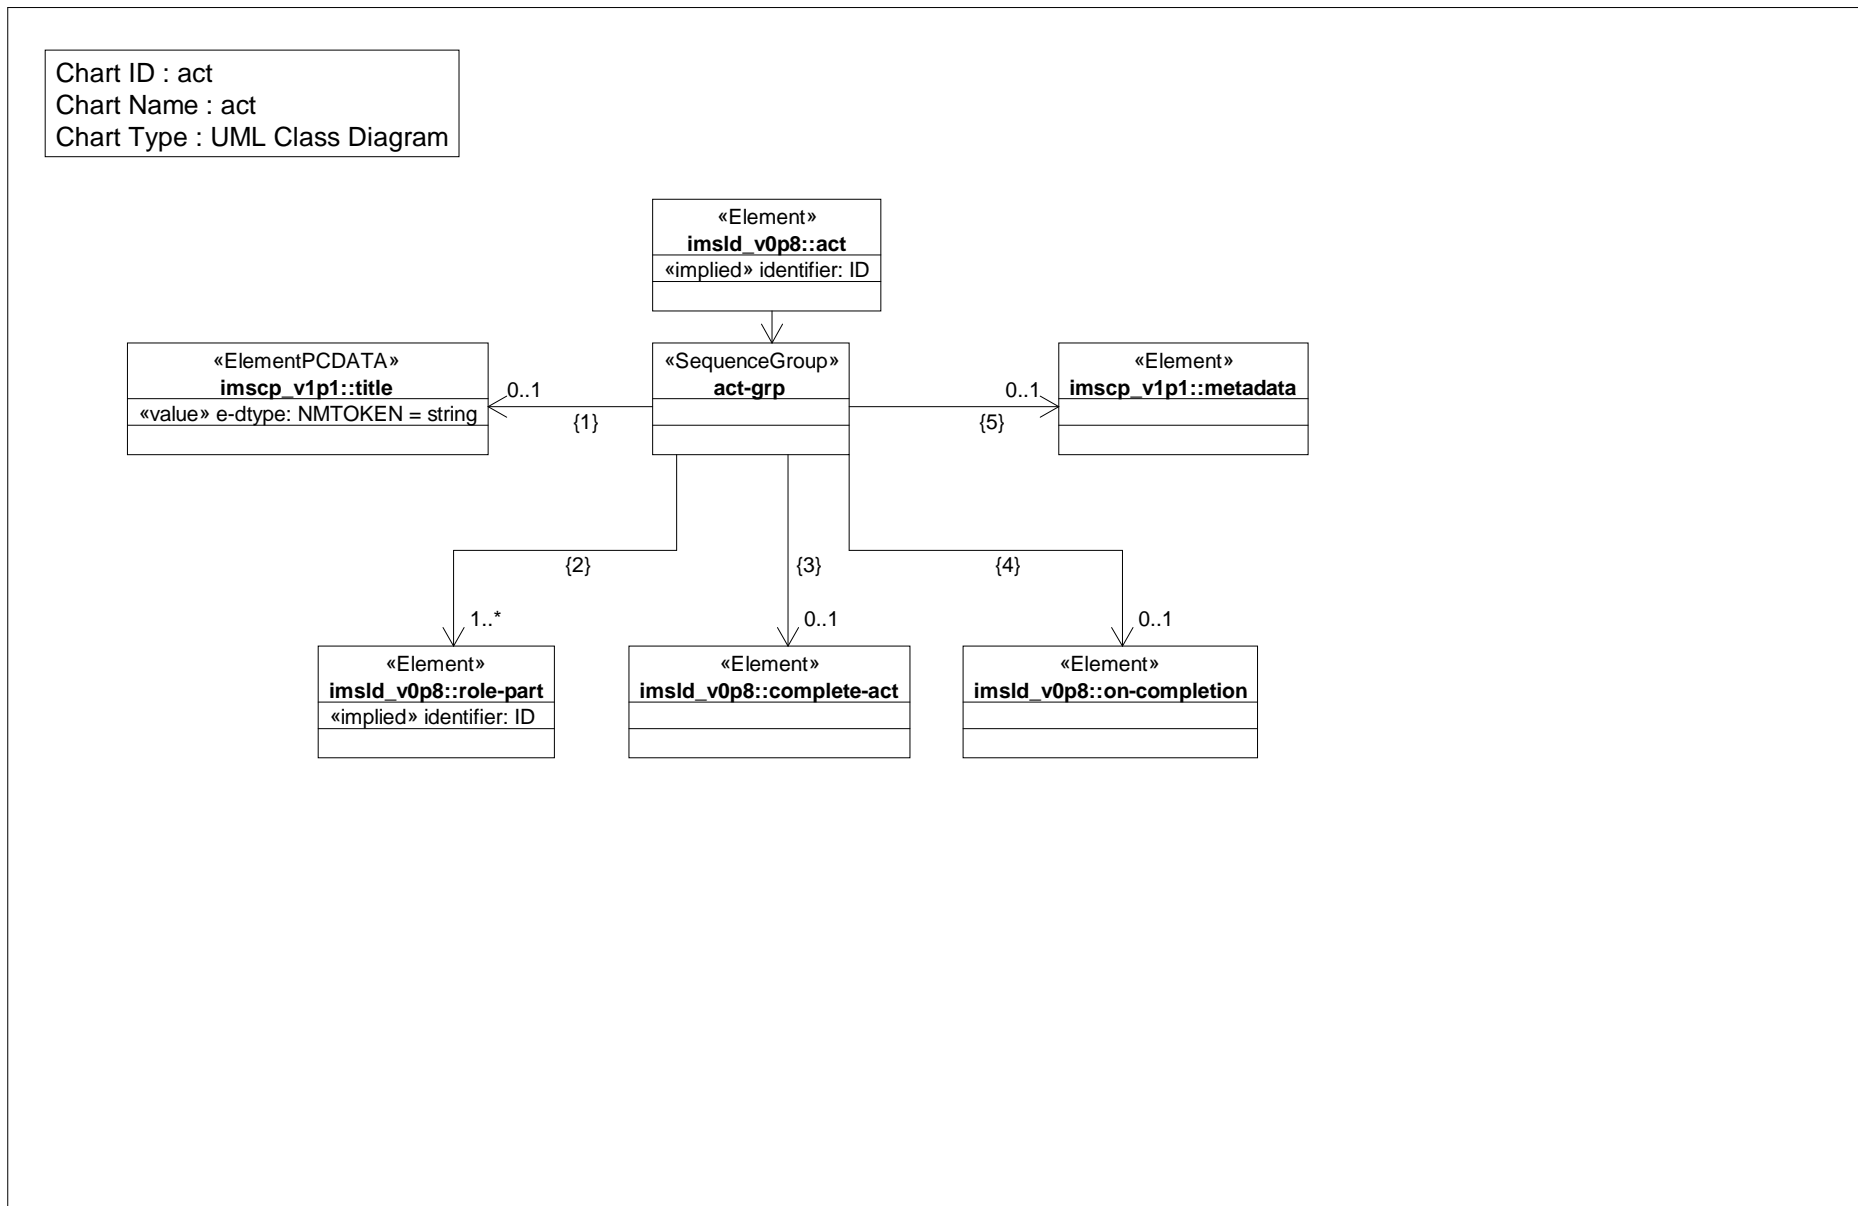 Chart ID : act
Chart Name : act
Chart Type : UML Class Diagram
«Element»
imsld_v0p8::act
«implied» identifier: ID
«ElementPCDATA»
imscp_v1p1::title
«value» e-dtype: NMTOKEN = string
0..1
{1}
«SequenceGroup»
act-grp
0..1
{5}
«Element»
imscp_v1p1::metadata
{2}
{3}
{4}
1..*
0..1
0..1
«Element»
imsld_v0p8::role-part
«implied» identifier: ID
«Element»
imsld_v0p8::complete-act
«Element»
imsld_v0p8::on-completion